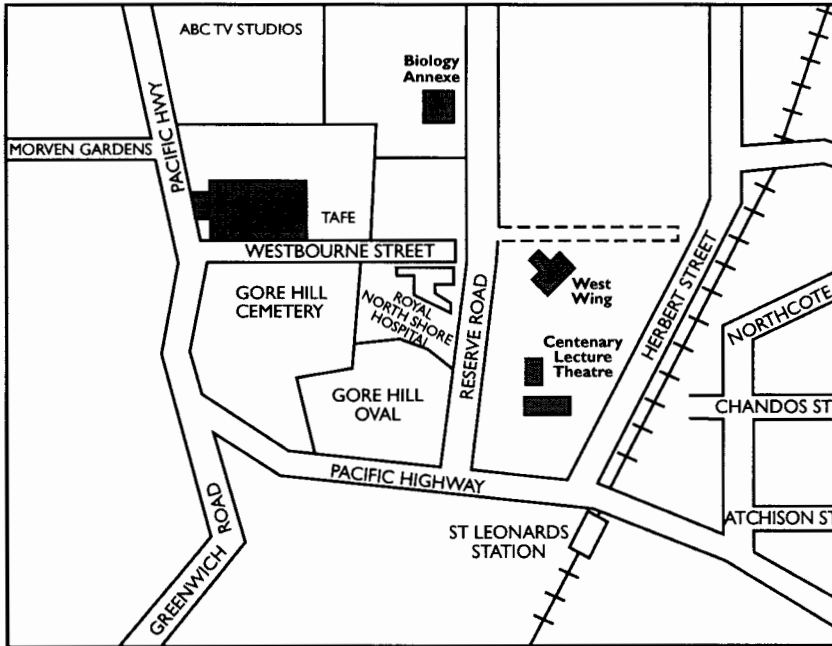 ABC TV STUDIOS
Biology
Annexe
PACIFIC HWY
MORVEN GARDENS
TAFE
WESTBOURNE STREET
GORE HILL
CEMETERY
ROYAL
NORTH SHORE
HOSPITAL
RESERVE ROAD
West
Wing
HERBERT STREET
NORTHCOTE
Centenary
Lecture
Theatre
GORE HILL
OVAL
CHANDOS ST
PACIFIC HIGHWAY
ATCHISON ST
ST LEONARDS
STATION
GREENWICH ROAD